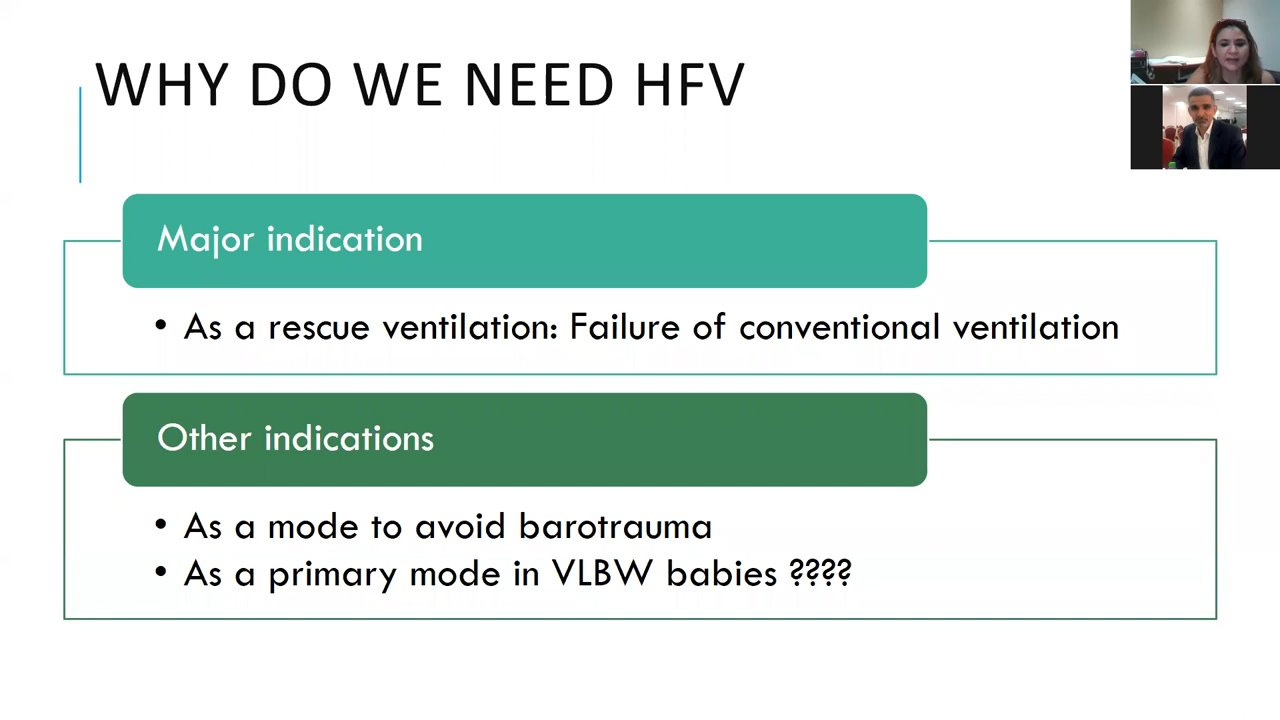 WHY DO WE NEED HFV
Major indication
• As a rescue ventilation: Failure of conventional ventilation
Other indications
• As a mode to avoid barotrauma
• As a primary mode in VLBW babies ????